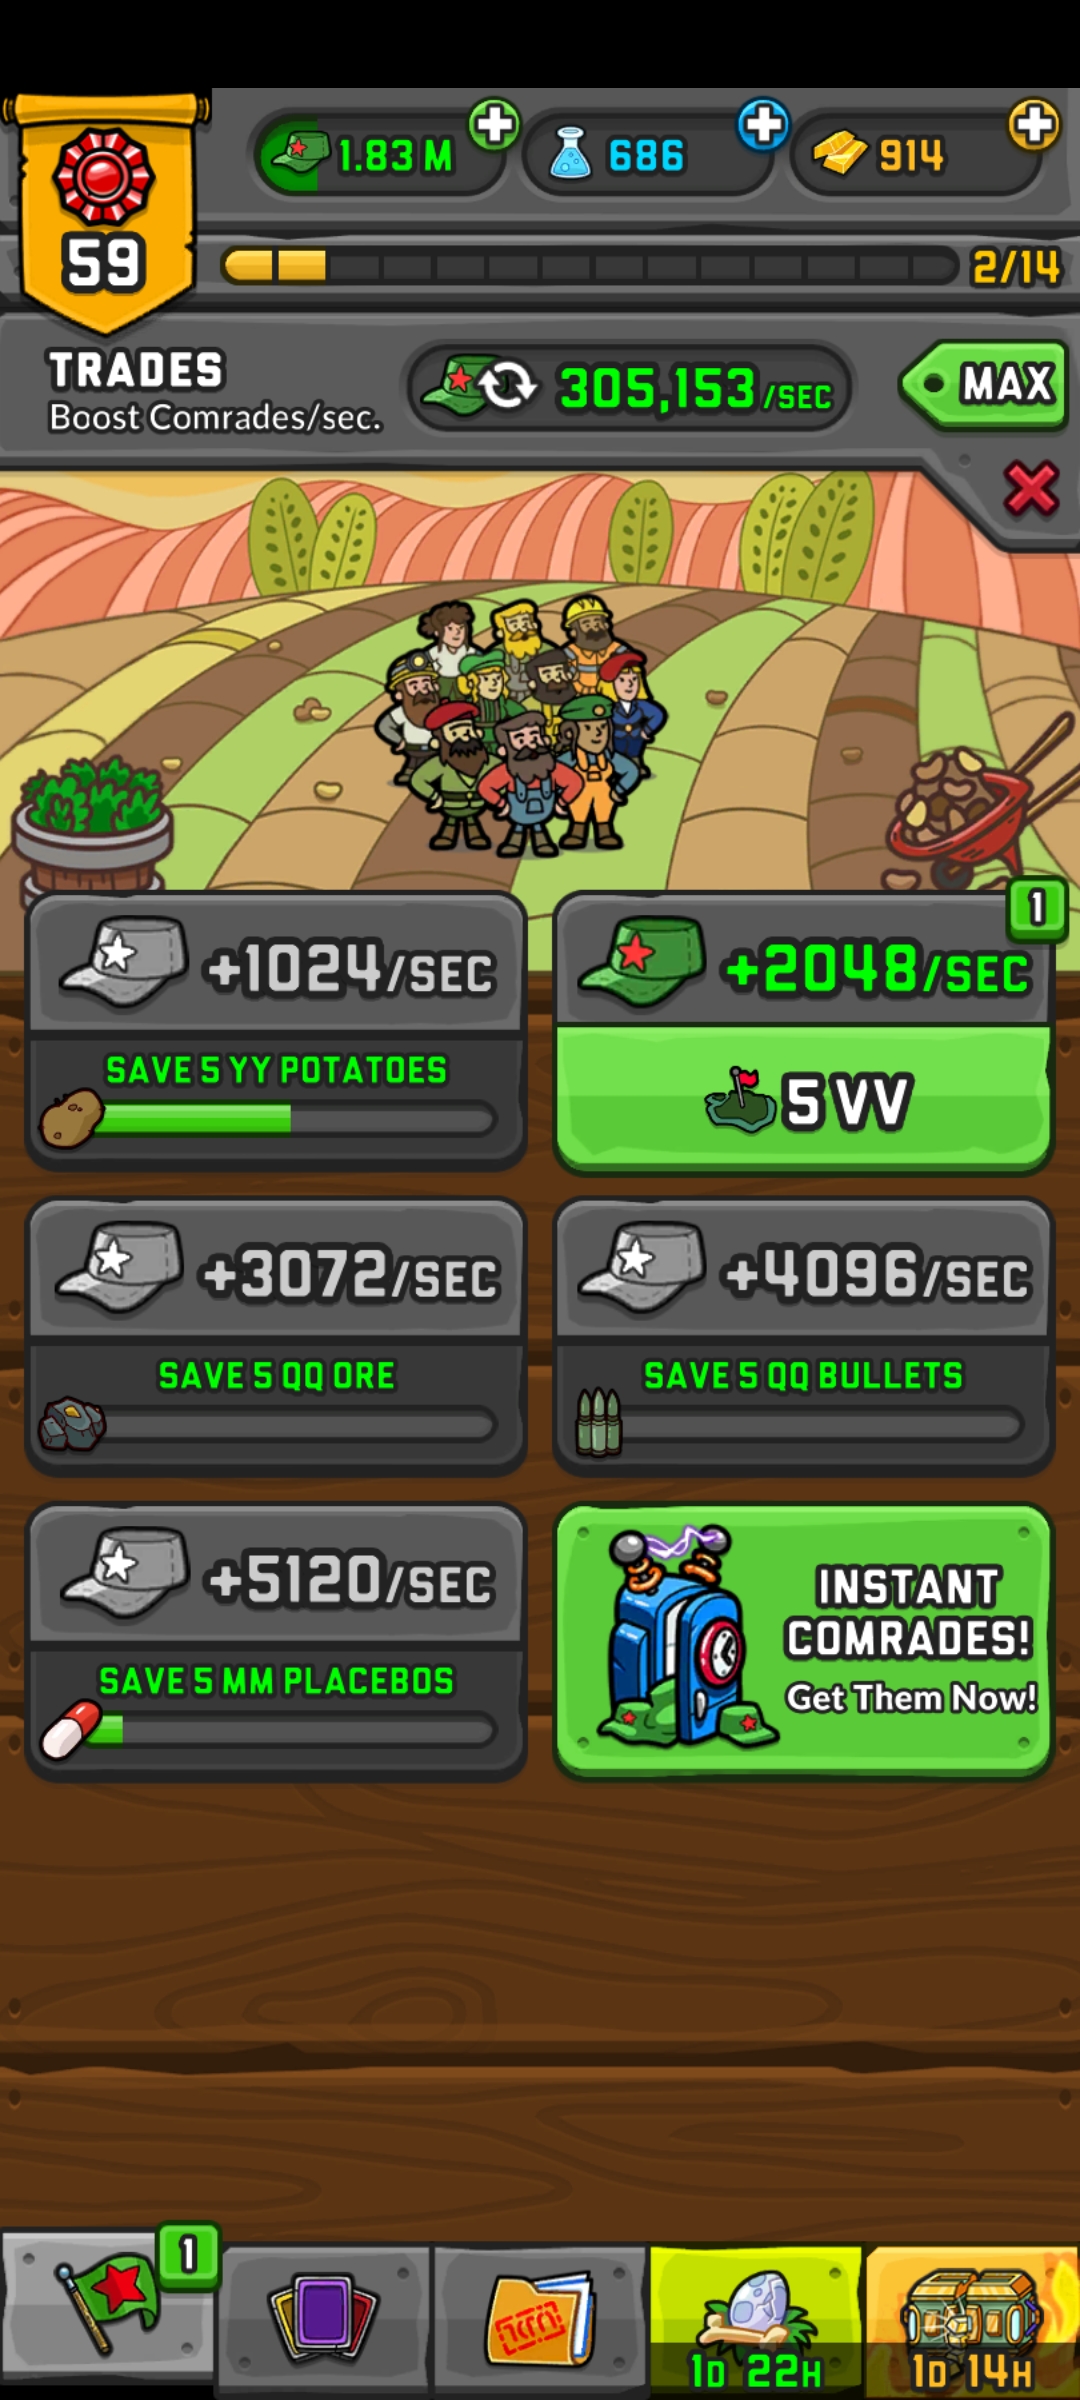 59
1.83 M
686
914
2/14
TRADES
Boost Comrades/sec.
305,153/SEC
MAX
+1024/SEC
SAVE 5 YY POTATOES
1
+2048/SEC
5 VV
+3072/SEC
SAVE 5 QQ ORE
+4096/SEC
SAVE 5 QQ BULLETS
+5120/SEC
SAVE 5 MM PLACEBOS
INSTANT
COMRADES!
Get Them Now!
1
1D 22H
1D 14H